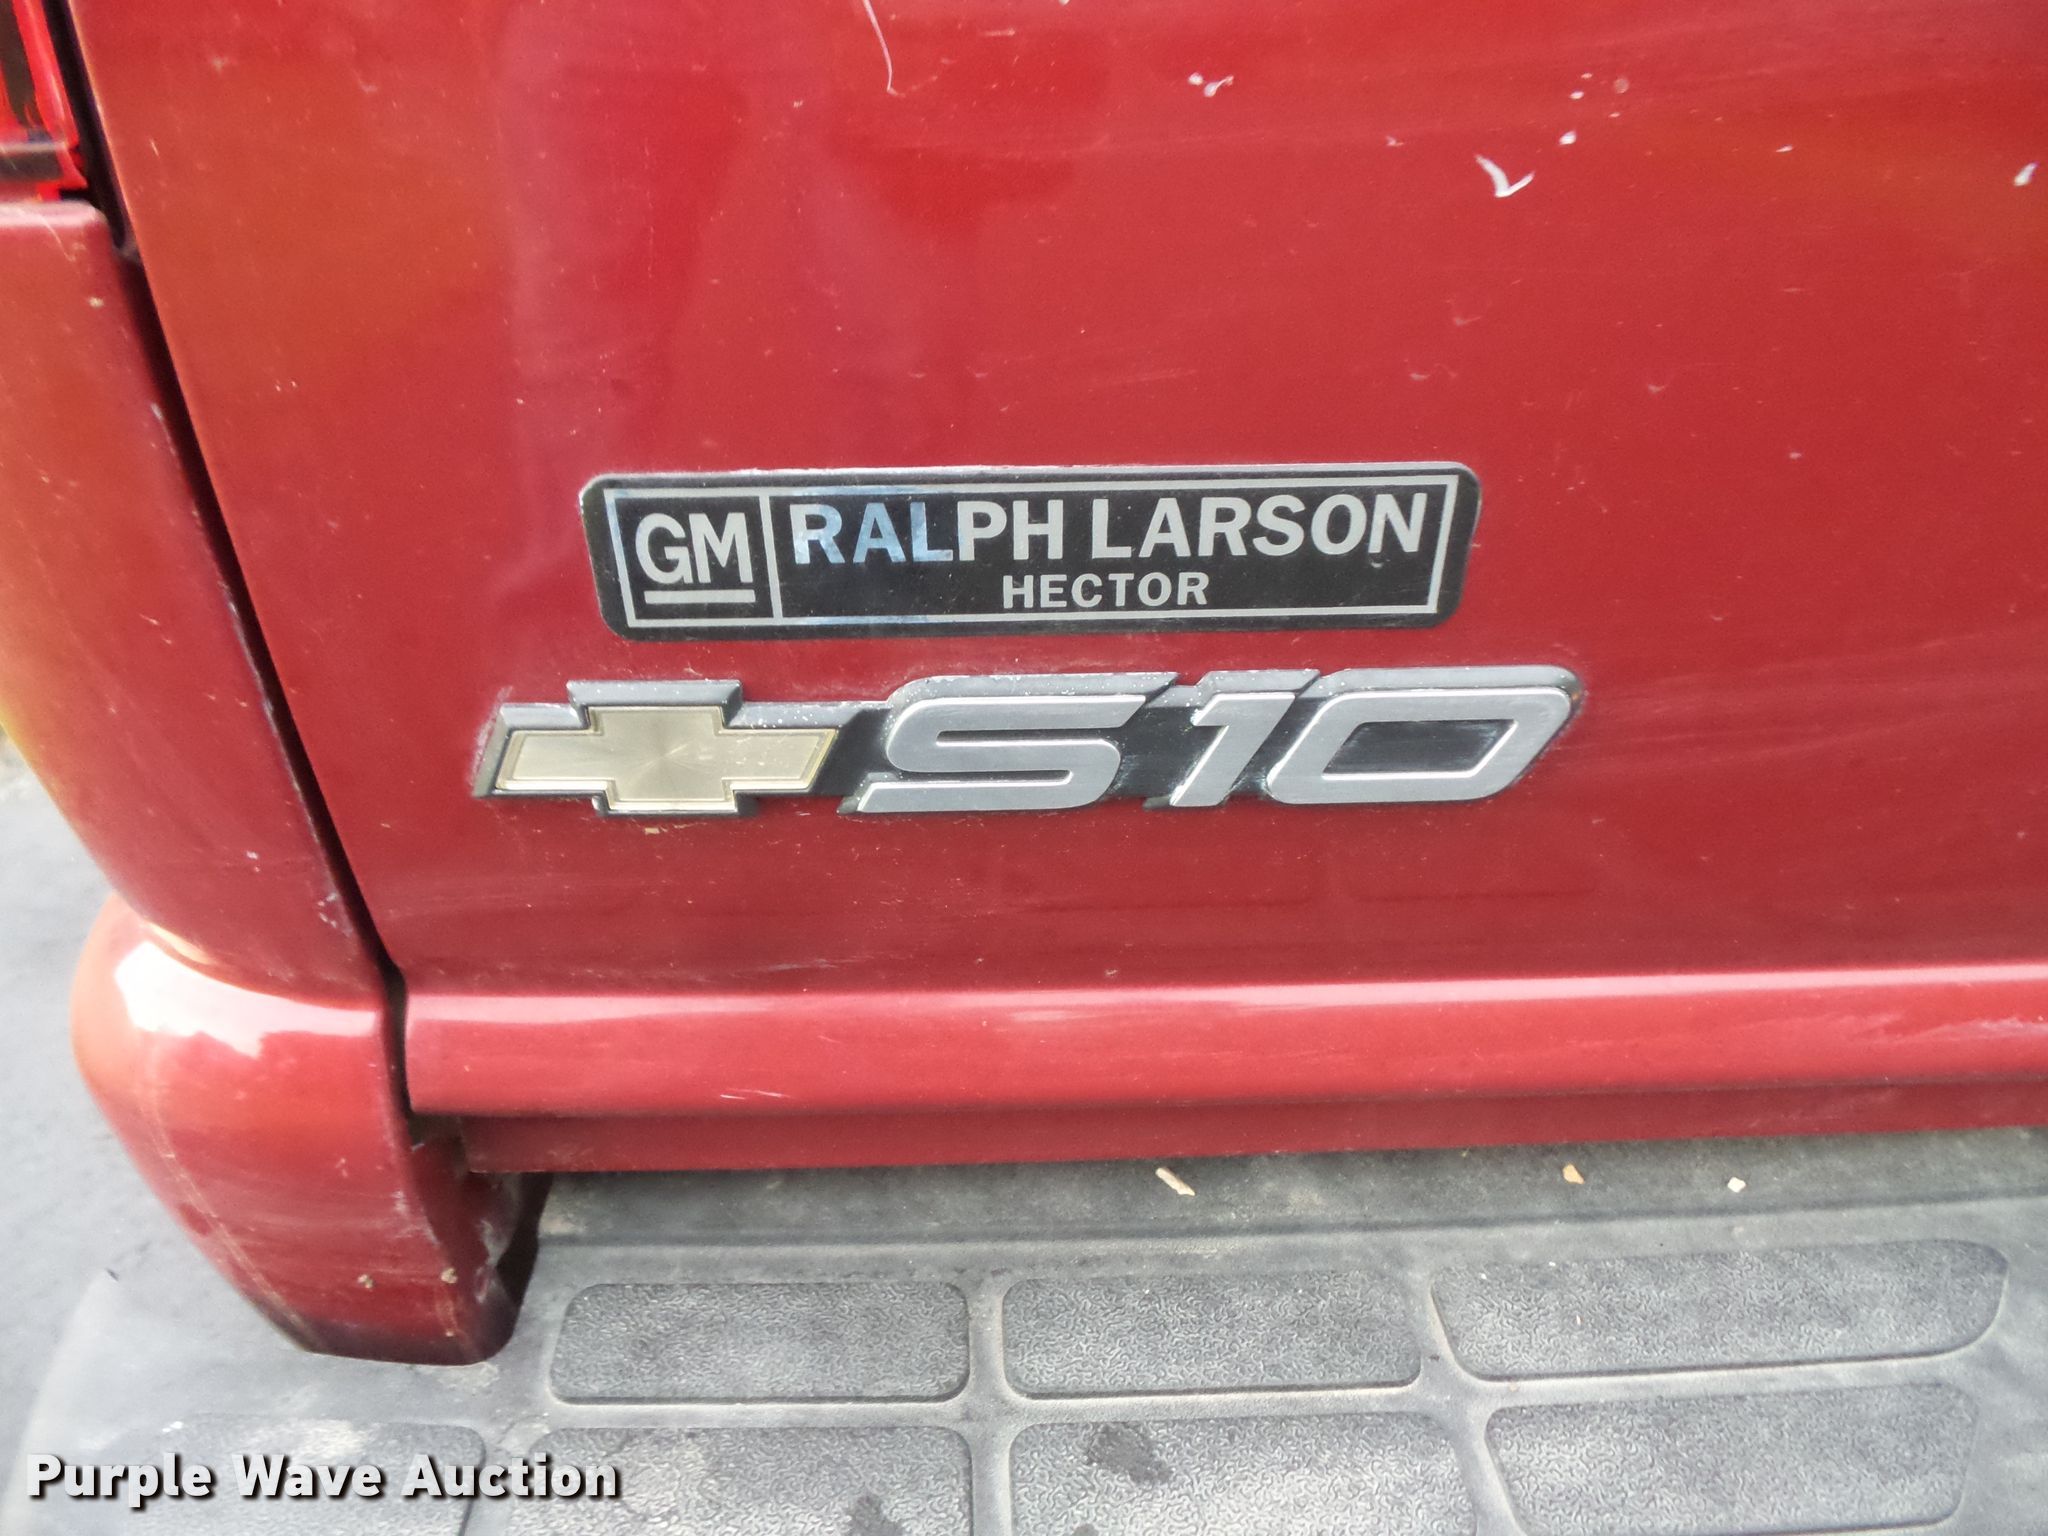 GM RALPH LARSON
HECTOR
S10
Purple Wave Auction